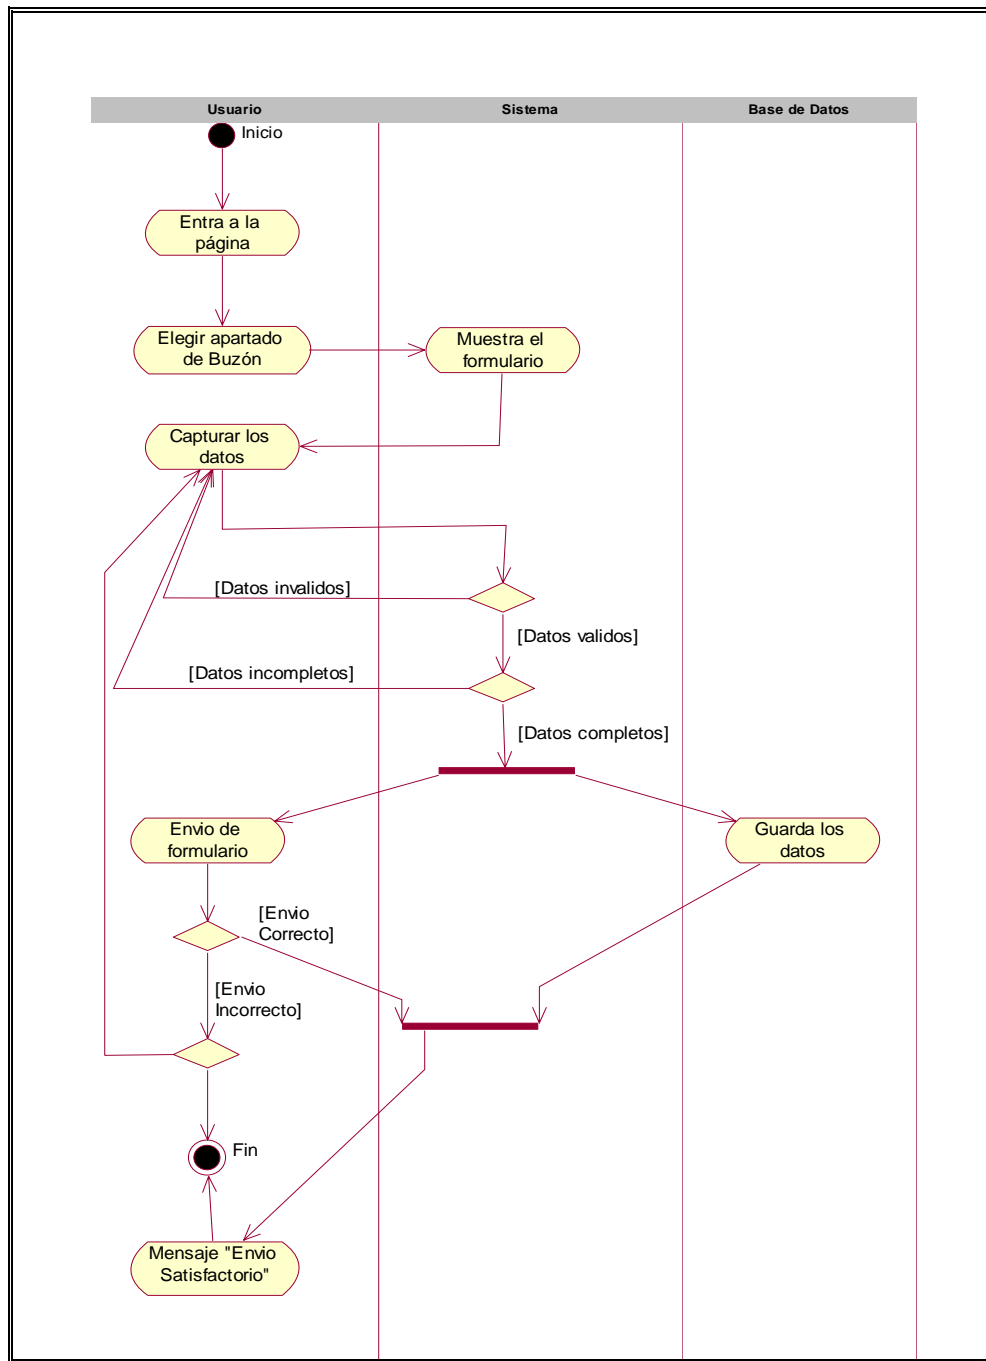 Usuario
Sistema
Base de Datos
Inicio
Entra a la
página
Elegir apartado
de Buzón
Muestra el
formulario
Capturar los
datos
[Datos invalidos]
[Datos validos]
[Datos incompletos]
[Datos completos]
Envio de
formulario
Guarda los
datos
[Envio
Correcto]
[Envio
Incorrecto]
Fin
Mensaje "Envio
Satisfactorio"